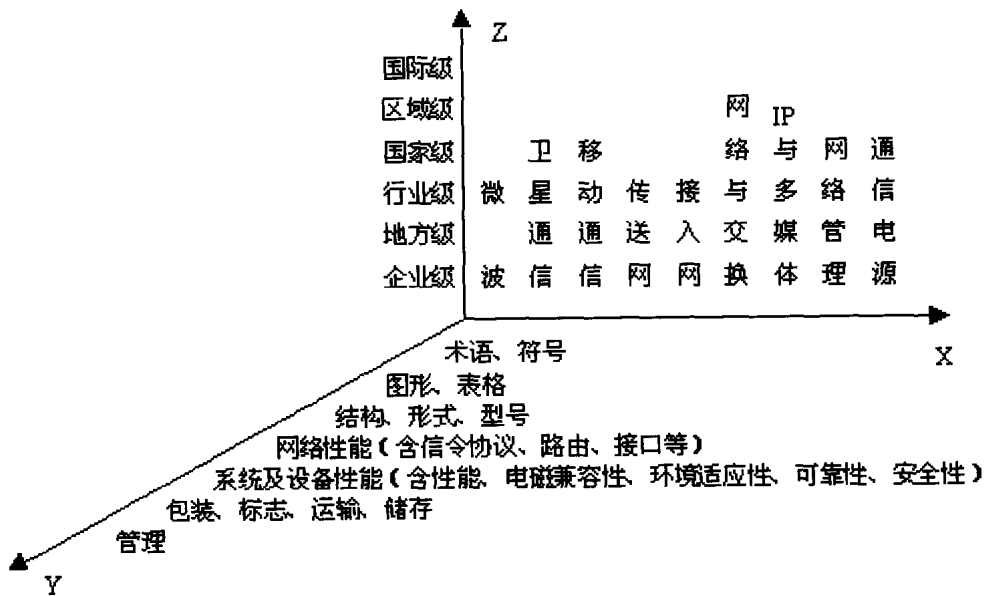 Z
国际级
区域级
国家级
行业级
地方级
企业级
微波
卫星通信
移动通信
传送网
接入网
网络与交换
IP与多媒体
网络管理
通信电源
X
术语、符号
图形、表格
结构、形式、型号
网络性能（含信令协议、路由、接口等）
系统及设备性能（含性能、电磁兼容性、环境适应性、可靠性、安全性）
包装、标志、运输、储存
管理
Y